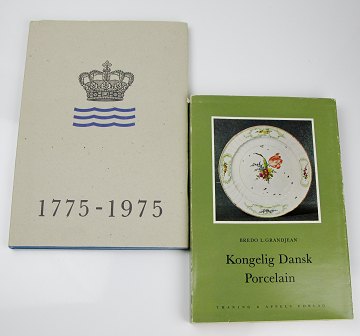 1775-1975
BREDO L. GRANDJEAN
Kongelig Dansk
Porcelain
THANING & APPELS FORLAG